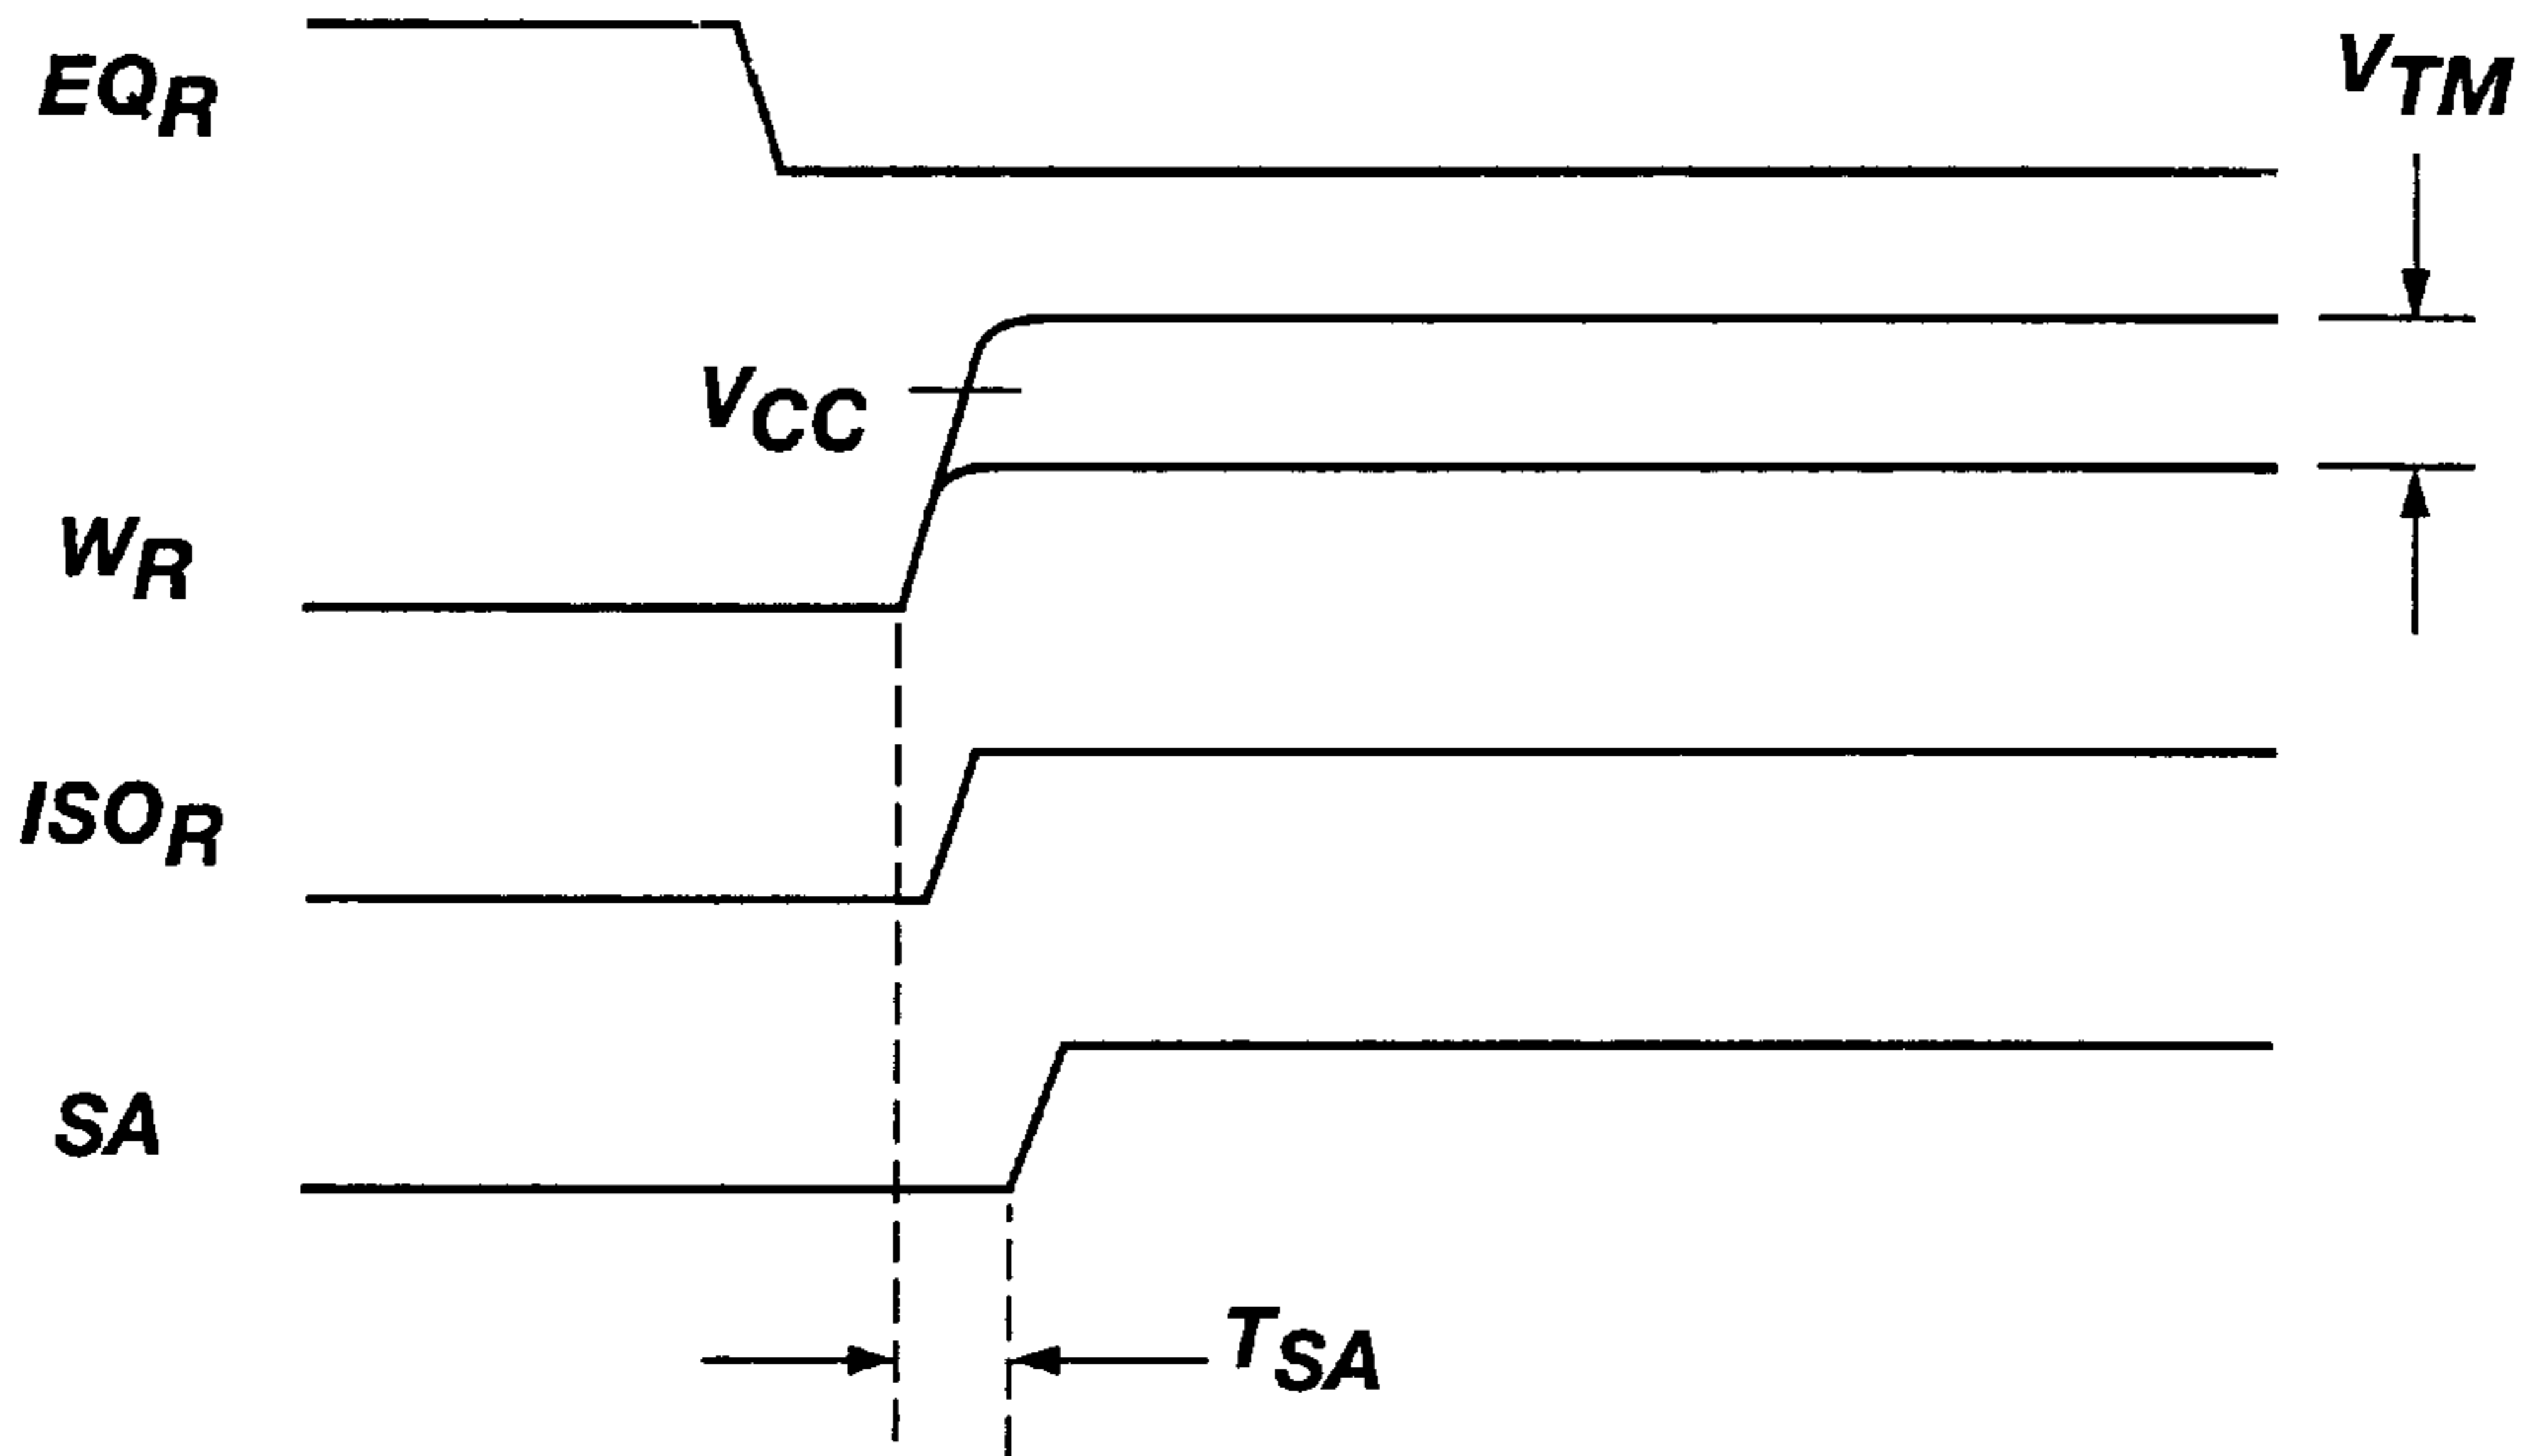 EQR
VTM
VCC
WR
ISOR
SA
TSA